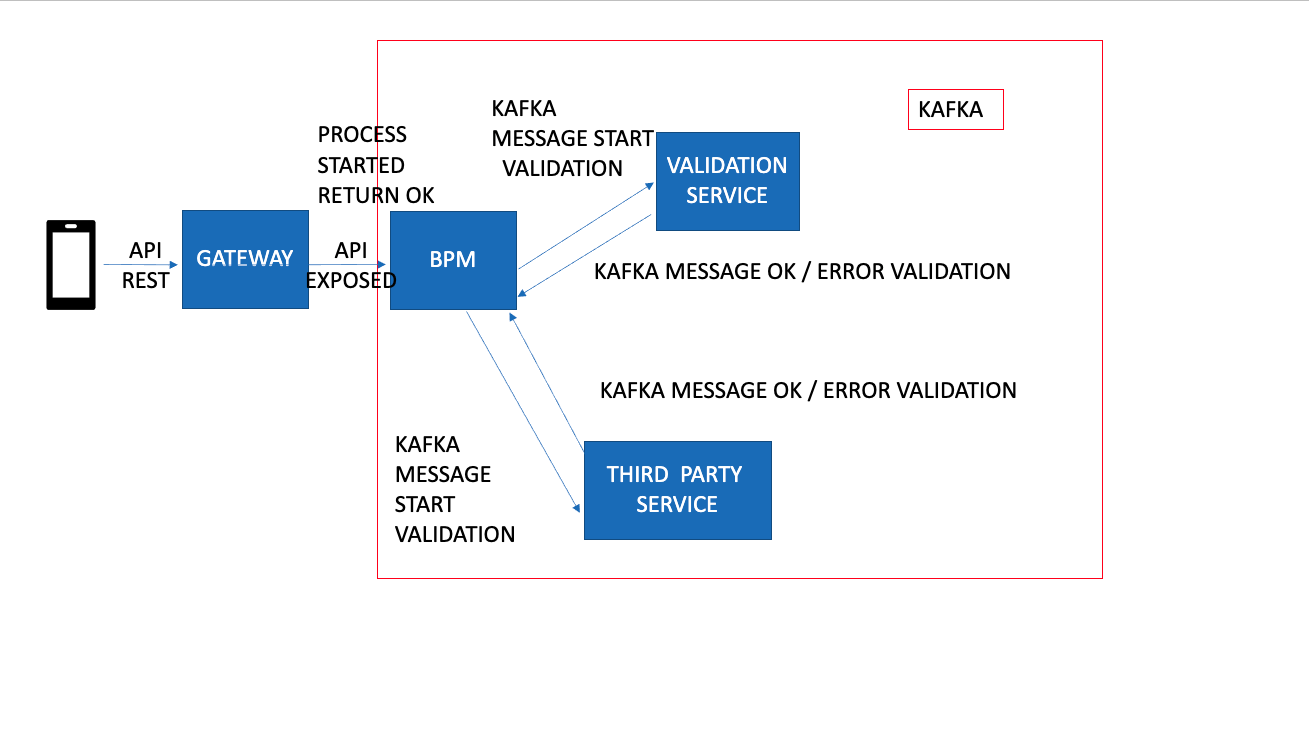 KAFKA
KAFKA
MESSAGE START
VALIDATION
PROCESS
STARTED
RETURN OK
VALIDATION
SERVICE
API
REST
GATEWAY
API
EXPOSED
BPM
KAFKA MESSAGE OK / ERROR VALIDATION
KAFKA MESSAGE OK / ERROR VALIDATION
KAFKA
MESSAGE
START
VALIDATION
THIRD PARTY
SERVICE